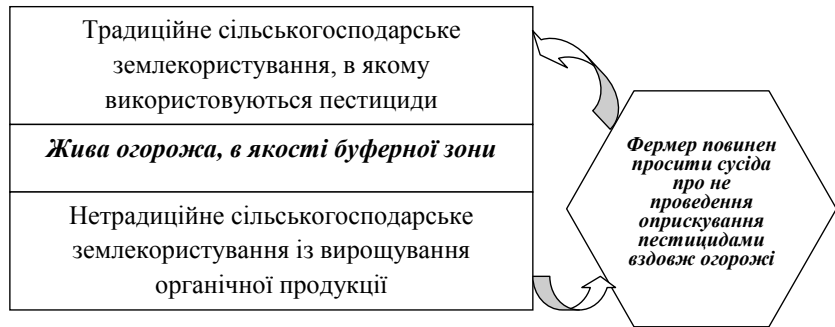 Традиційне сільськогосподарське
землекористування, в якому
використовуються пестициди
Жива огорожа, в якості буферної зони
Нетрадиційне сільськогосподарське
землекористування із вирощування
органічної продукції
Фермер повинен
просити сусіда
про не
проведення
оприскування
пестицидами
вздовж огорожі